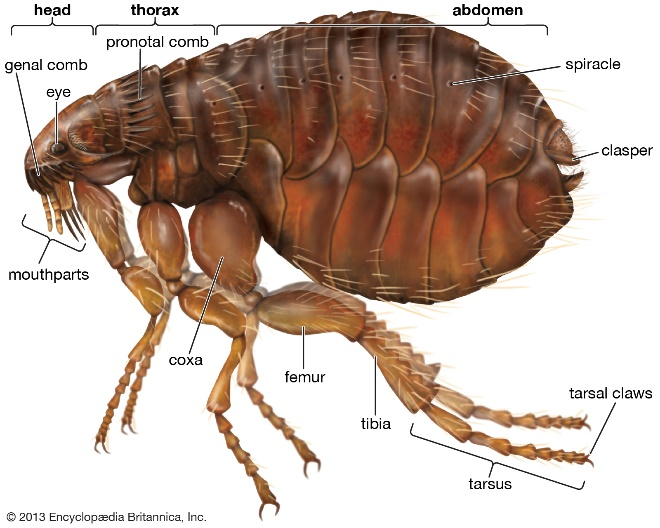 head
thorax
abdomen
pronotal comb
genal comb
eye
spiracle
clasper
mouthparts
coxa
femur
tibia
tarsal claws
tarsus
© 2013 Encyclopædia Britannica, Inc.